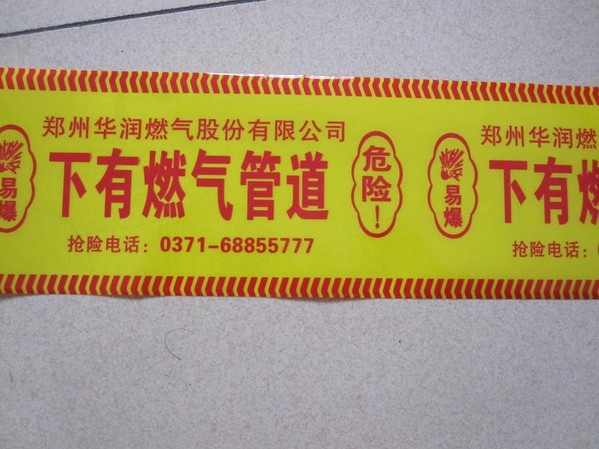 易爆
郑州华润燃气股份有限公司
下有燃气管道
抢险电话：0371-68855777
危险！
易爆
郑州华润燃
下有燃
抢险电话：